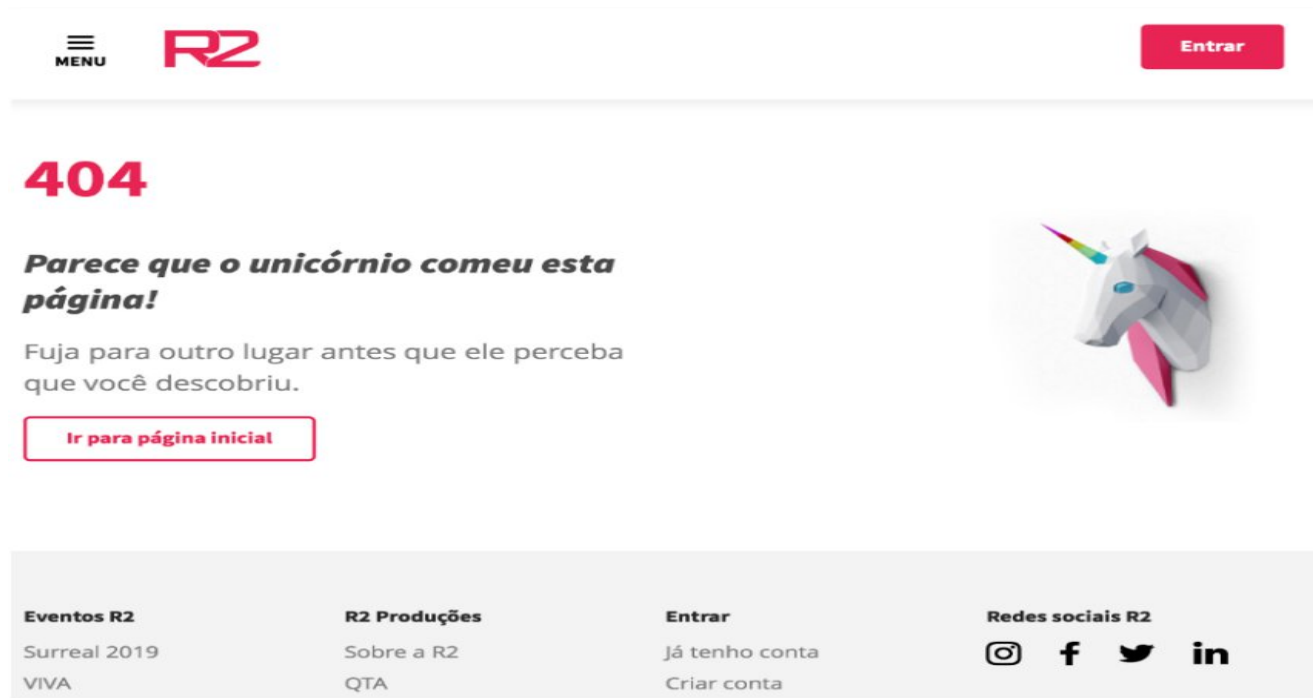 MENU
R2
Entrar
404
Parece que o unicórnio comeu esta
página!
Fuja para outro lugar antes que ele perceba
que você descobriu.
Ir para página inicial
Eventos R2
Surreal 2019
VIVA
R2 Produções
Sobre a R2
QTA
Entrar
Já tenho conta
Criar conta
Redes sociais R2